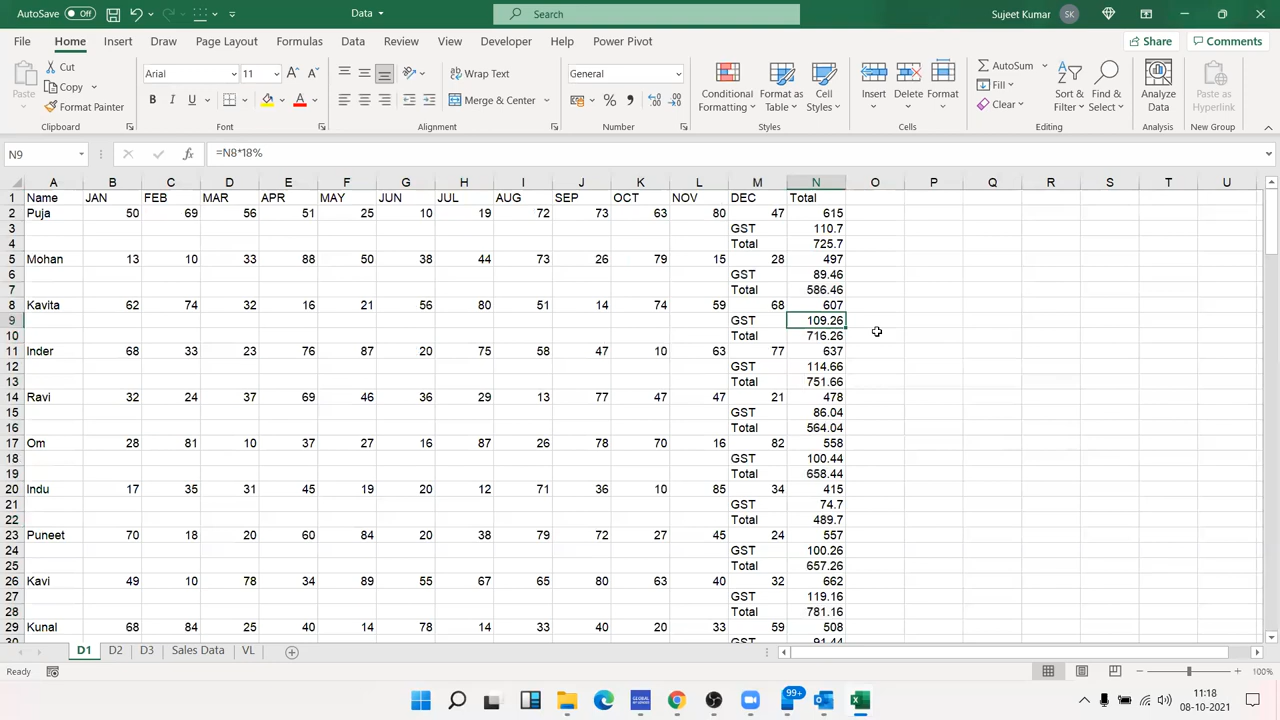 AutoSave Off Data Search Sujeet Kumar SK
File Home Insert Draw Page Layout Formulas Data Review View Developer Help Power Pivot Share Comments
Paste Cut Copy Format Painter Clipboard
Arial 11 B I U A A A Font
Wrap Text Merge & Center Alignment
General % , Number
Conditional Formatting Format as Table Cell Styles Styles
Insert Delete Format Cells
AutoSum Fill Clear Sort & Filter Find & Select Editing
Analyze Data Analysis
Paste as Hyperlink New Group
N9 fx =N8*18%
A B C D E F G H I J K L M N O P Q R S T U
1 Name JAN FEB MAR APR MAY JUN JUL AUG SEP OCT NOV DEC Total
2 Puja 50 69 56 51 25 10 19 72 73 63 80 47 615
3 GST 110.7
4 Total 725.7
5 Mohan 13 10 33 88 50 38 44 73 26 79 15 28 497
6 GST 89.46
7 Total 586.46
8 Kavita 62 74 32 16 21 56 80 51 14 74 59 68 607
9 GST 109.26
10 Total 716.26
11 Inder 68 33 23 76 87 20 75 58 47 10 63 77 637
12 GST 114.66
13 Total 751.66
14 Ravi 32 24 37 69 46 36 29 13 77 47 47 21 478
15 GST 86.04
16 Total 564.04
17 Om 28 81 10 37 27 16 87 26 78 70 16 82 558
18 GST 100.44
19 Total 658.44
20 Indu 17 35 31 45 19 20 12 71 36 10 85 34 415
21 GST 74.7
22 Total 489.7
23 Puneet 70 18 20 60 84 20 38 79 72 27 45 24 557
24 GST 100.26
25 Total 657.26
26 Kavi 49 10 78 34 89 55 67 65 80 63 40 32 662
27 GST 119.16
28 Total 781.16
29 Kunal 68 84 25 40 14 78 14 33 40 20 33 59 508
30 GST 91.44
D1 D2 D3 Sales Data VL
Ready 100%
99+ 11:18
08-10-2021